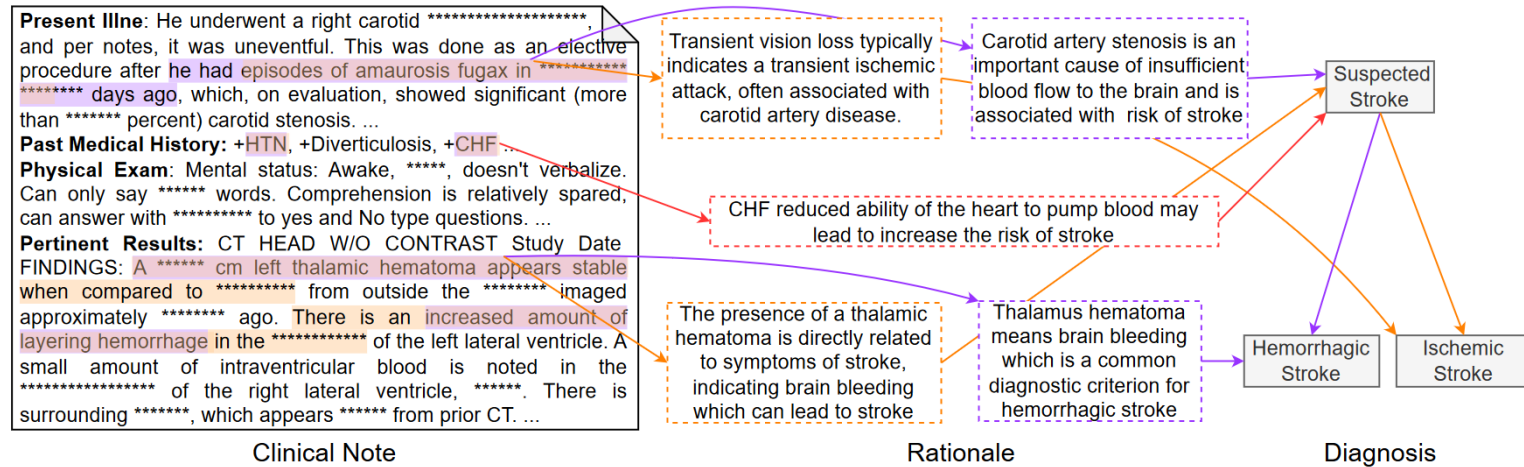 Present Illne: He underwent a right carotid ********************,
and per notes, it was uneventful. This was done as an elective
procedure after he had episodes of amaurosis fugax in ***********
********* days ago, which, on evaluation, showed significant (more
than ******* percent) carotid stenosis. ...
Past Medical History: +HTN, +Diverticulosis, +CHF ...
Physical Exam: Mental status: Awake, *****, doesn't verbalize.
Can only say ****** words. Comprehension is relatively spared,
can answer with ********** to yes and No type questions. ...
Pertinent Results: CT HEAD W/O CONTRAST Study Date
FINDINGS: A ****** cm left thalamic hematoma appears stable
when compared to ********** from outside the ******** imaged
approximately ******** ago. There is an increased amount of
layering hemorrhage in the ************ of the left lateral ventricle. A
small amount of intraventricular blood is noted in the
***************** of the right lateral ventricle, ******. There is
surrounding *******, which appears ****** from prior CT. ...
Clinical Note
Transient vision loss typically
indicates a transient ischemic
attack, often associated with
carotid artery disease.
Carotid artery stenosis is an
important cause of insufficient
blood flow to the brain and is
associated with risk of stroke
CHF reduced ability of the heart to pump blood may
lead to increase the risk of stroke
The presence of a thalamic
hematoma is directly related
to symptoms of stroke,
indicating brain bleeding
which can lead to stroke
Thalamus hematoma
means brain bleeding
which is a common
diagnostic criterion for
hemorrhagic stroke
Rationale
Suspected
Stroke
Hemorrhagic
Stroke
Ischemic
Stroke
Diagnosis